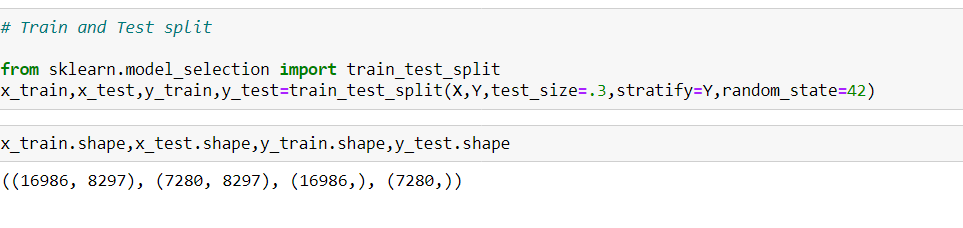 # Train and Test split
from sklearn.model_selection import train_test_split
x_train,x_test,y_train,y_test=train_test_split(X,Y,test_size=.3,stratify=Y,random_state=42)
x_train.shape,x_test.shape,y_train.shape,y_test.shape
((16986, 8297), (7280, 8297), (16986,), (7280,))